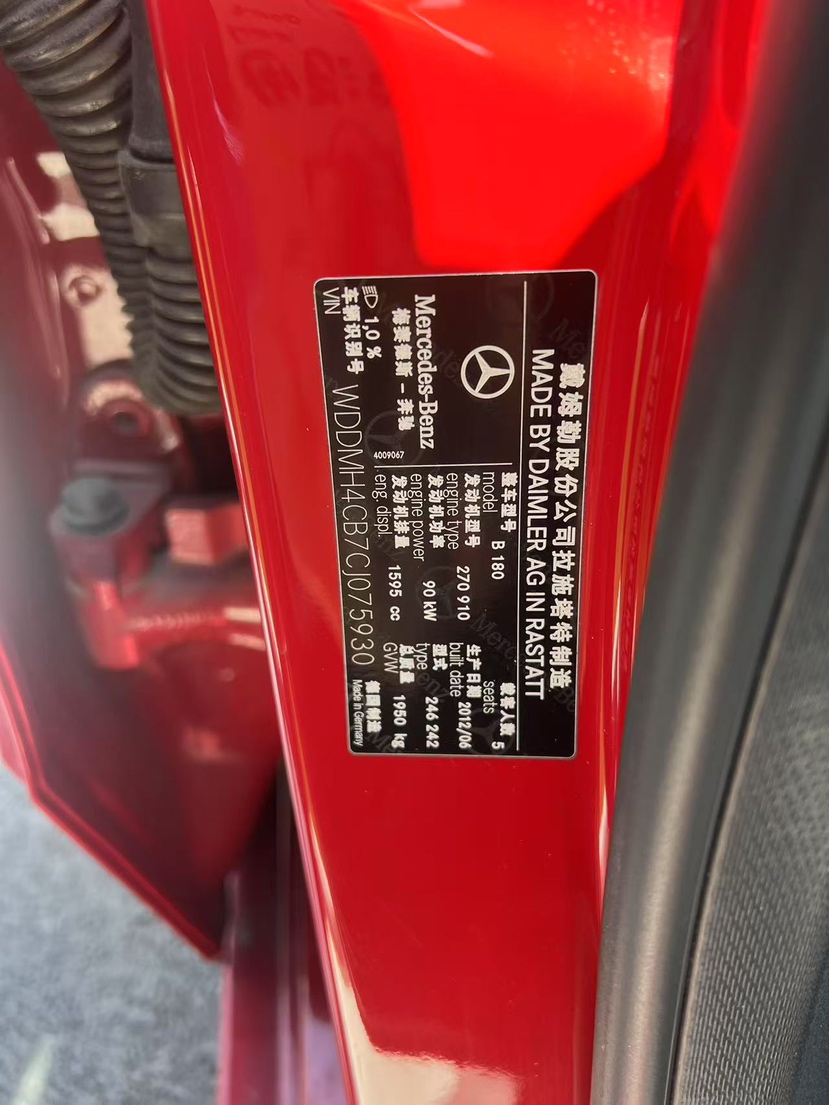 戴姆勒股份公司拉施塔特制造
MADE BY DAIMLER AG IN RASTATT
Mercedes-Benz
梅赛德斯－奔驰
1,0 %
4009067
整车型号
model B 180
载客人数
seats 5
发动机型号
engine type 270 910
生产日期
built date 2012/06
发动机功率
engine power 90 kW
型式
type 246 242
发动机排量
eng. displ. 1595 cc
总质量
GVW 1950 kg
车辆识别号
VIN WDDMH4CB7CJ075930
德国制造
Made in Germany